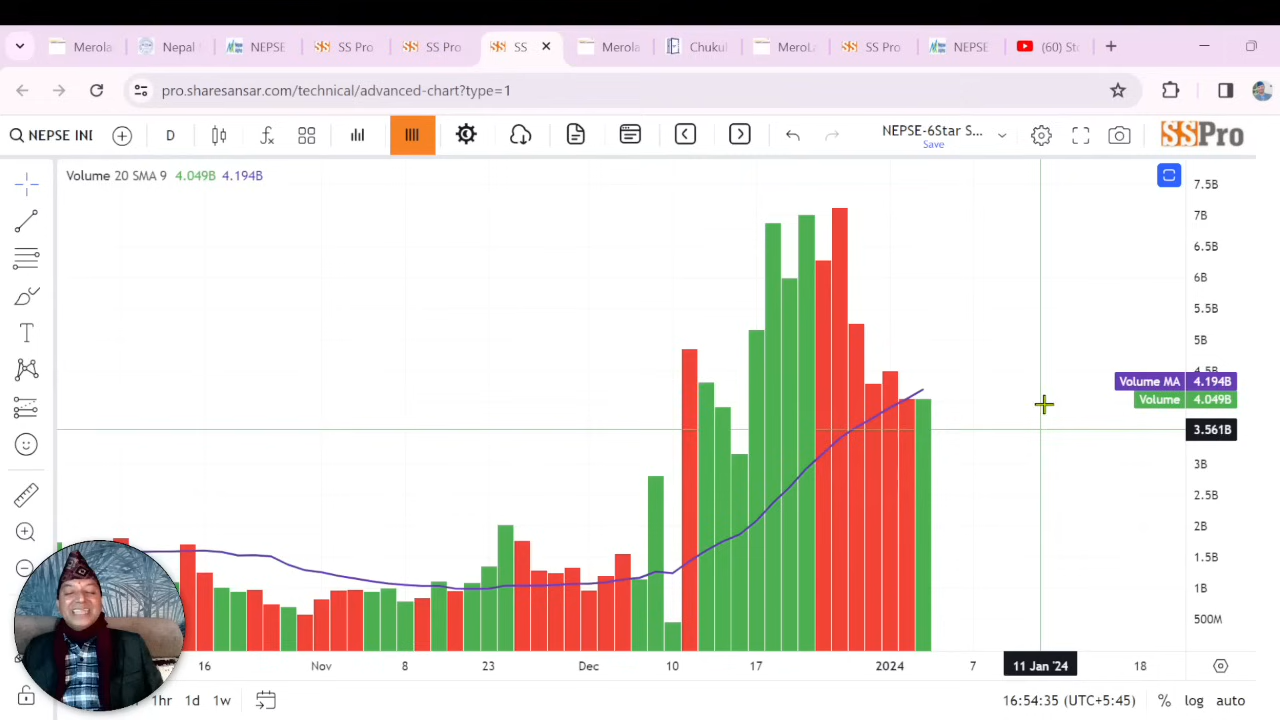 Merola
Nepal
NEPSE
SS Pro
SS Pro
SS
Merola
Chukul
MeroL
SS Pro
NEPSE
(60) St
pro.sharesansar.com/technical/advanced-chart?type=1
NEPSE INI
D
NEPSE-6Star S...
Save
SSPro
Volume 20 SMA 9 4.049B 4.194B
7.5B
7B
6.5B
6B
5.5B
5B
4.5B
Volume MA 4.194B
Volume 4.049B
3.561B
3B
2.5B
2B
1.5B
1B
500M
16 Nov 8 23 Dec 10 17 2024 7 11 Jan '24 18
1hr 1d 1w
16:54:35 (UTC+5:45) % log auto